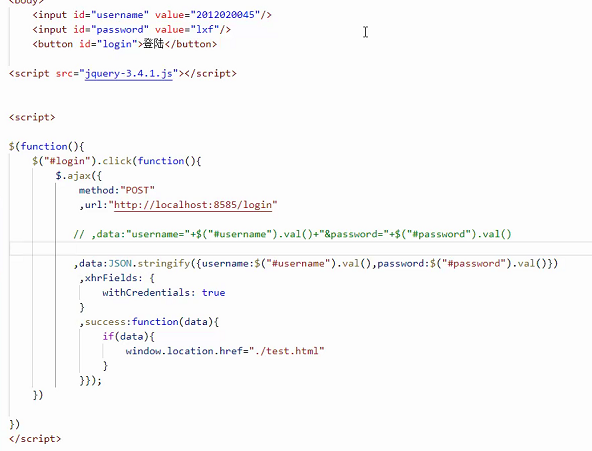 <body>
<input id="username" value="2012020045"/>
<input id="password" value="lxf"/>
<button id="login">登陆</button>
<script src="jquery-3.4.1.js"></script>
<script>
$(function(){
$("#login").click(function(){
$.ajax({
method:"POST"
,url:"http://localhost:8585/login"
// ,data:"username="+$("#username").val()+"&password="+$("#password").val()
,data:JSON.stringify({username:$("#username").val(),password:$("#password").val()})
,xhrFields: {
withCredentials: true
}
,success:function(data){
if(data){
window.location.href="./test.html"
}
}});
})
})
</script>